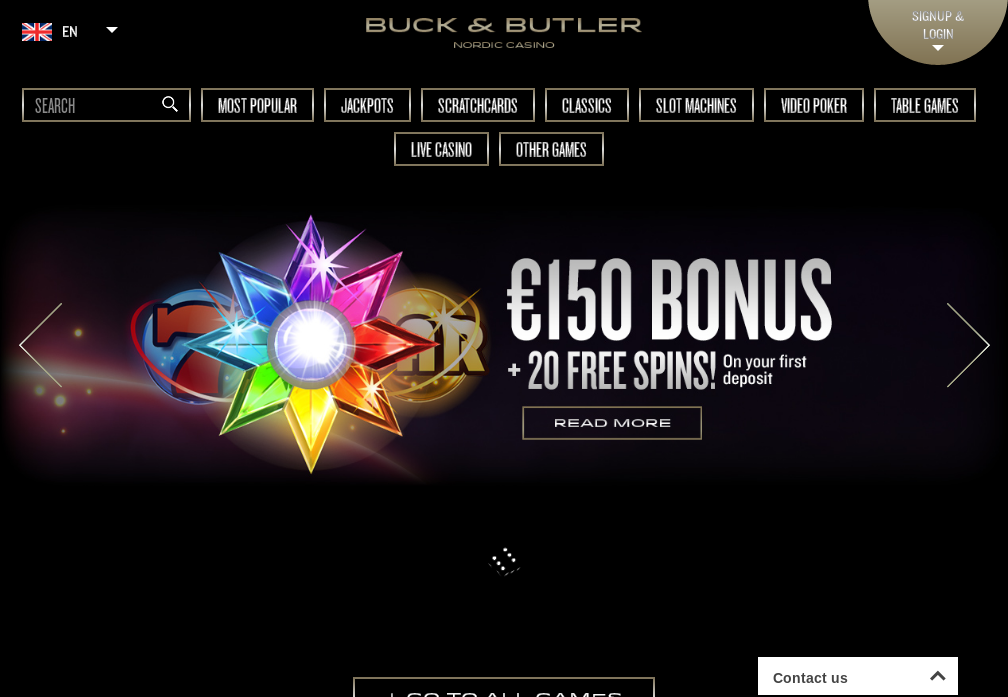 EN
BUCK & BUTLER
NORDIC CASINO
SIGNUP &
LOGIN
SEARCH
MOST POPULAR
JACKPOTS
SCRATCHCARDS
CLASSICS
SLOT MACHINES
VIDEO POKER
TABLE GAMES
LIVE CASINO
OTHER GAMES
7
€150 BONUS
+ 20 FREE SPINS! On your first
deposit
READ MORE
GO TO ALL GAMES
Contact us